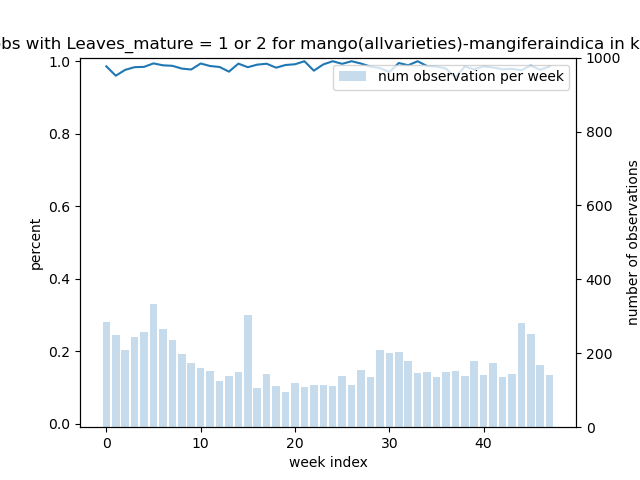 obs with Leaves_mature = 1 or 2 for mango(allvarieties)-mangiferaindica in k
num observation per week
percent
1.0
0.8
0.6
0.4
0.2
0.0
0 10 20 30 40
week index
1000
800
600
400
200
0
number of observations